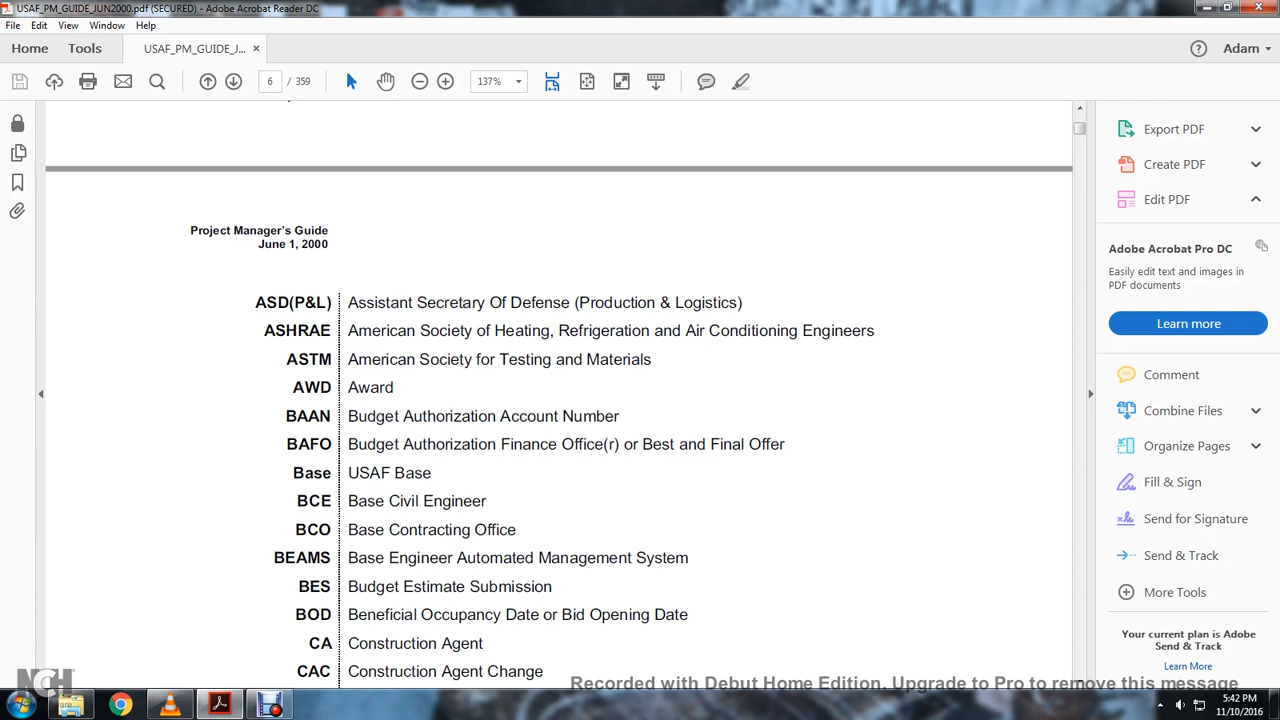 USAF_PM_GUIDE_JUN2000.pdf (SECURED) - Adobe Acrobat Reader DC
File Edit View Window Help
Home Tools USAF_PM_GUIDE_J... × Adam
6 / 359 137%
Project Manager's Guide
June 1, 2000
ASD(P&L) Assistant Secretary Of Defense (Production & Logistics)
ASHRAE American Society of Heating, Refrigeration and Air Conditioning Engineers
ASTM American Society for Testing and Materials
AWD Award
BAAN Budget Authorization Account Number
BAFO Budget Authorization Finance Office(r) or Best and Final Offer
Base USAF Base
BCE Base Civil Engineer
BCO Base Contracting Office
BEAMS Base Engineer Automated Management System
BES Budget Estimate Submission
BOD Beneficial Occupancy Date or Bid Opening Date
CA Construction Agent
CAC Construction Agent Change
Export PDF
Create PDF
Edit PDF
Adobe Acrobat Pro DC
Easily edit text and images in
PDF documents
Learn more
Comment
Combine Files
Organize Pages
Fill & Sign
Send for Signature
Send & Track
More Tools
Your current plan is Adobe
Send & Track
Learn More
NCH
Recorded with Debut Home Edition. Upgrade to Pro to remove this message
5:42 PM
11/10/2016